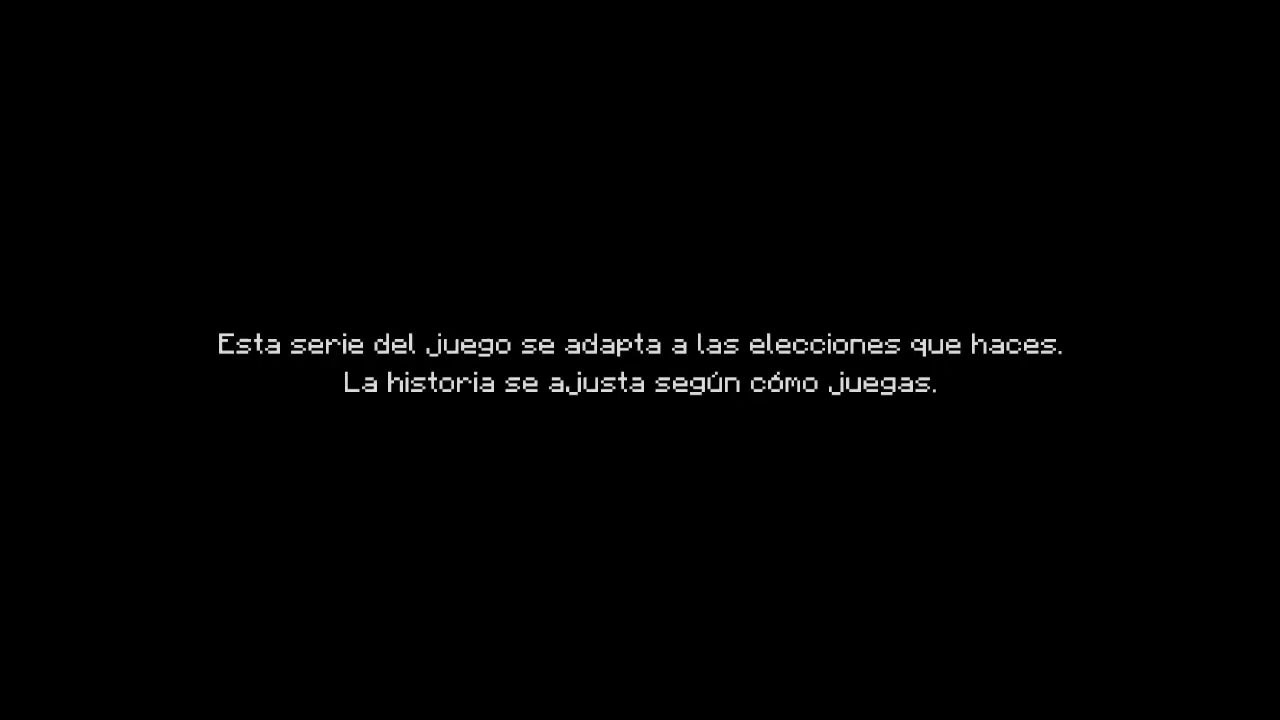 Esta serie del juego se adapta a las elecciones que haces.
La historia se ajusta según cómo juegas.